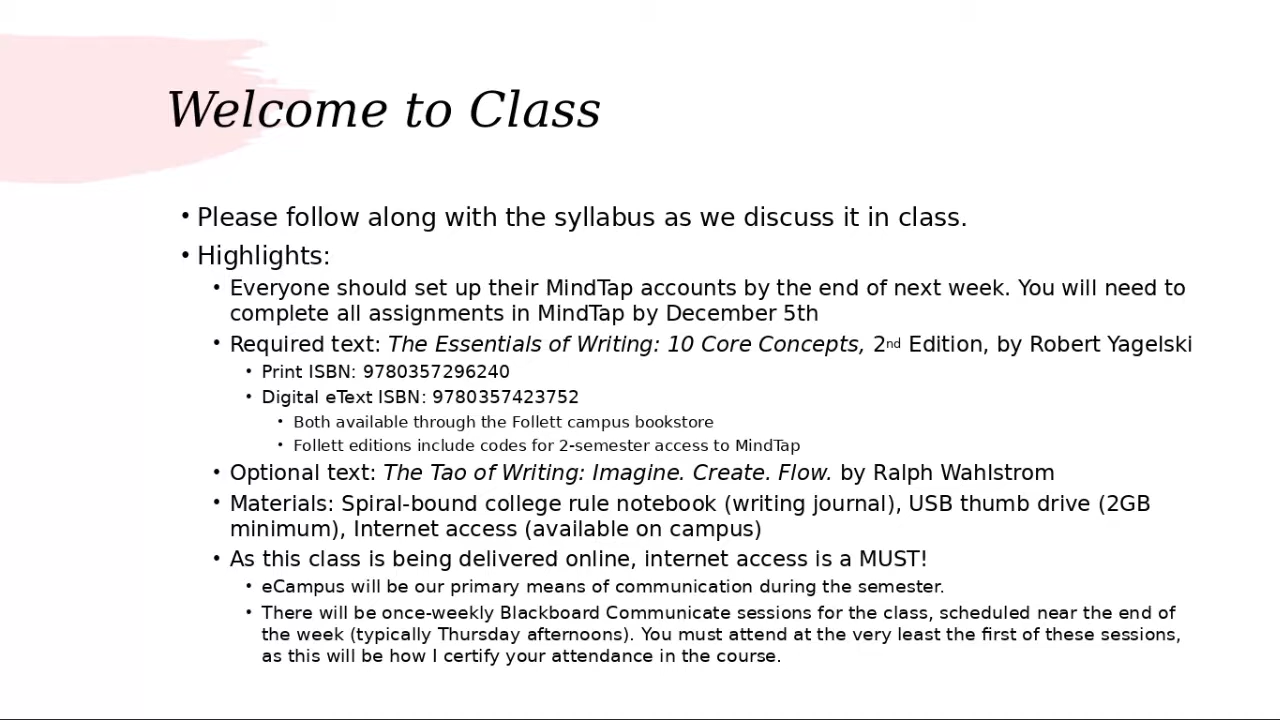 Welcome to Class
• Please follow along with the syllabus as we discuss it in class.
• Highlights:
• Everyone should set up their MindTap accounts by the end of next week. You will need to
complete all assignments in MindTap by December 5th
• Required text: The Essentials of Writing: 10 Core Concepts, 2nd Edition, by Robert Yagelski
• Print ISBN: 9780357296240
• Digital eText ISBN: 9780357423752
• Both available through the Follett campus bookstore
• Follett editions include codes for 2-semester access to MindTap
• Optional text: The Tao of Writing: Imagine. Create. Flow. by Ralph Wahlstrom
• Materials: Spiral-bound college rule notebook (writing journal), USB thumb drive (2GB
minimum), Internet access (available on campus)
• As this class is being delivered online, internet access is a MUST!
• eCampus will be our primary means of communication during the semester.
• There will be once-weekly Blackboard Communicate sessions for the class, scheduled near the end of
the week (typically Thursday afternoons). You must attend at the very least the first of these sessions,
as this will be how I certify your attendance in the course.